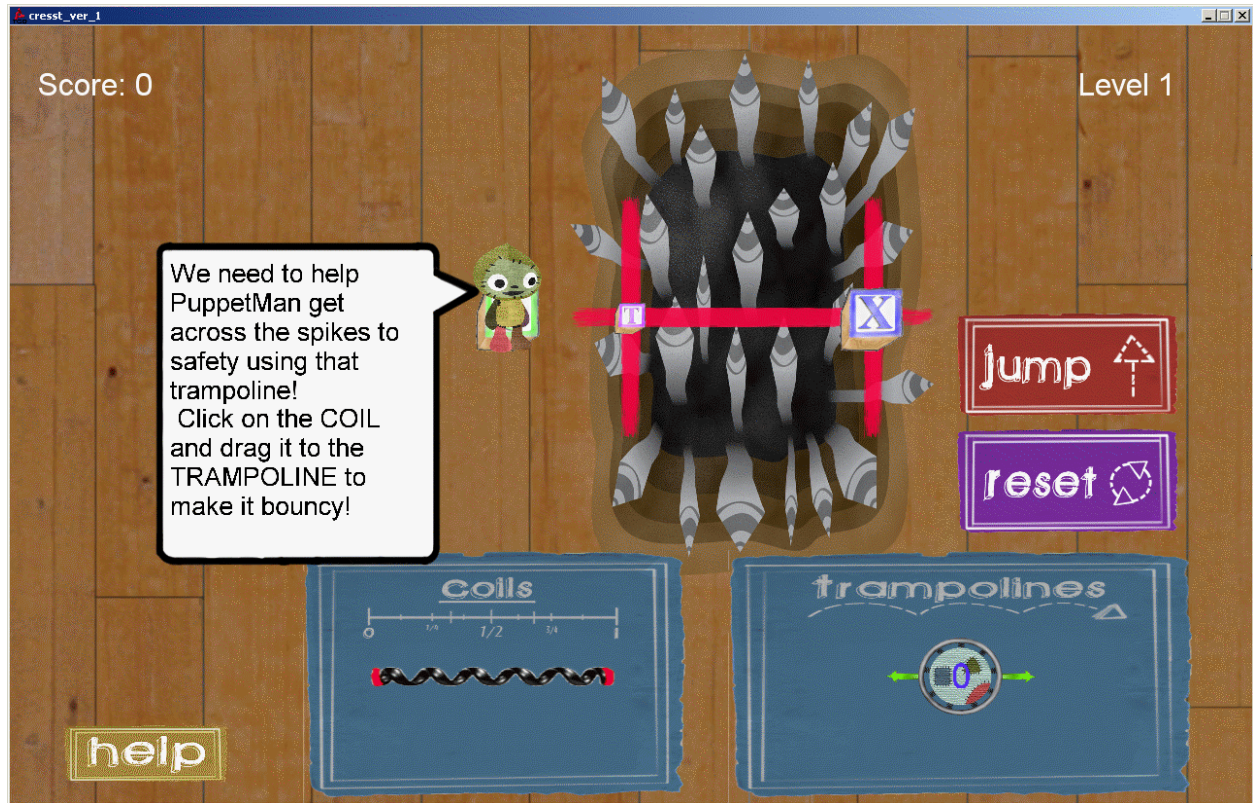 cresst_ver_1
Score: 0
Level 1
We need to help
PuppetMan get
across the spikes to
safety using that
trampoline!
Click on the COIL
and drag it to the
TRAMPOLINE to
make it bouncy!
T
X
jump
reset
coils
0 1/4 1/2 3/4 1
trampolines
0
help